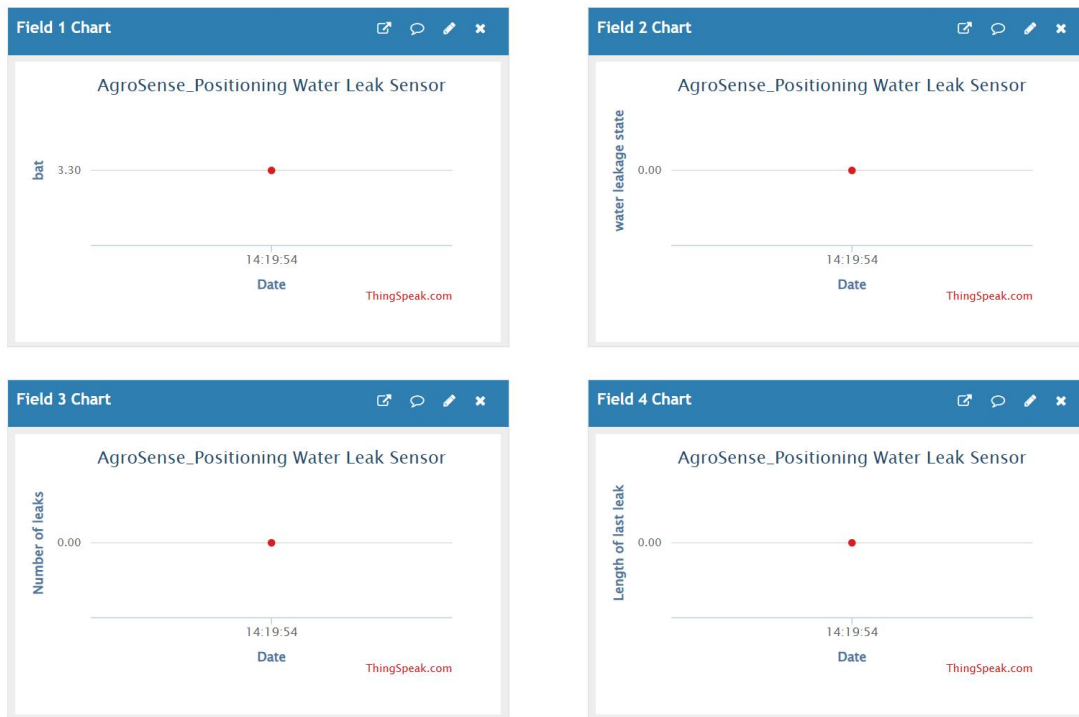 Field 1 Chart
AgroSense_Positioning Water Leak Sensor
bat
3.30
14:19:54
Date
ThingSpeak.com
Field 2 Chart
AgroSense_Positioning Water Leak Sensor
water leakage state
0.00
14:19:54
Date
ThingSpeak.com
Field 3 Chart
AgroSense_Positioning Water Leak Sensor
Number of leaks
0.00
14:19:54
Date
ThingSpeak.com
Field 4 Chart
AgroSense_Positioning Water Leak Sensor
Length of last leak
0.00
14:19:54
Date
ThingSpeak.com